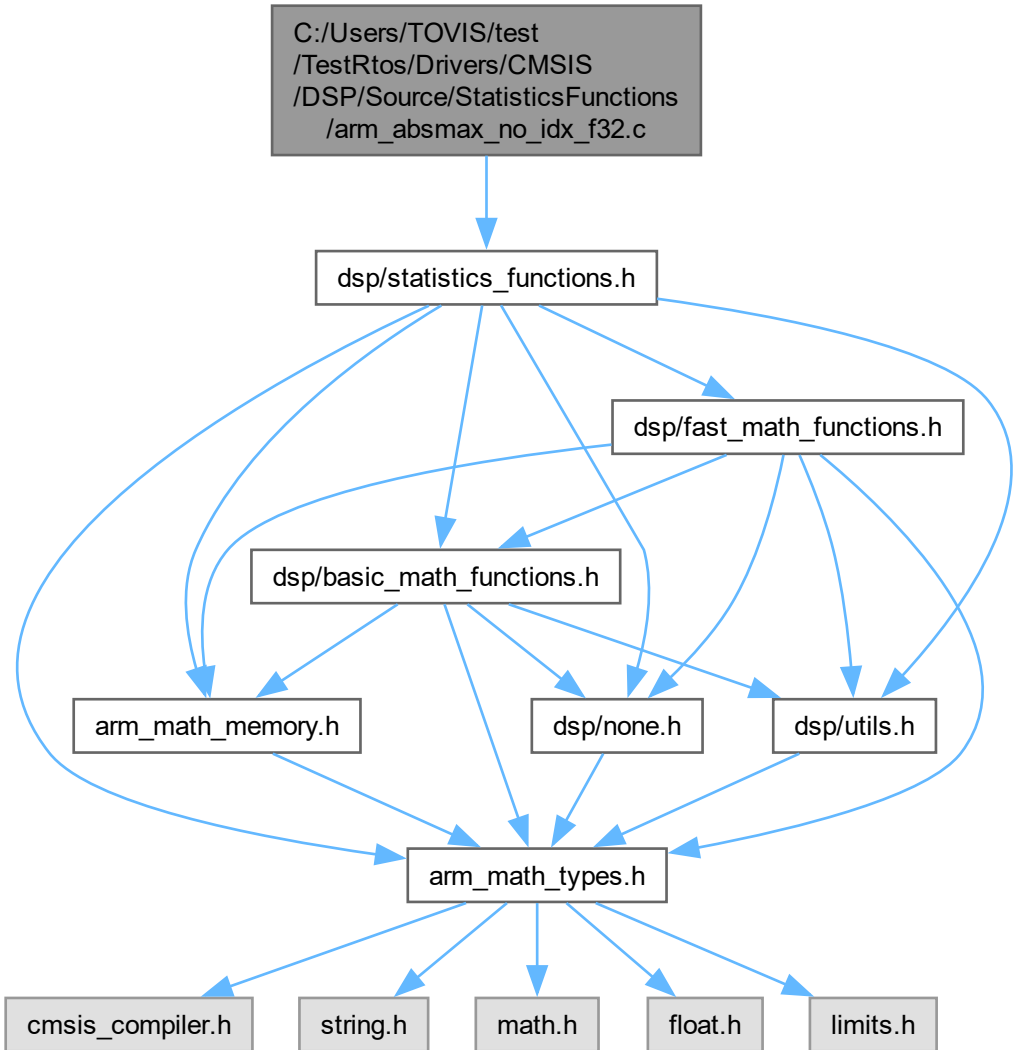 C:/Users/TOVIS/test
/TestRtos/Drivers/CMSIS
/DSP/Source/StatisticsFunctions
/arm_absmax_no_idx_f32.c
dsp/statistics_functions.h
dsp/fast_math_functions.h
dsp/basic_math_functions.h
arm_math_memory.h
dsp/none.h
dsp/utils.h
arm_math_types.h
cmsis_compiler.h
string.h
math.h
float.h
limits.h